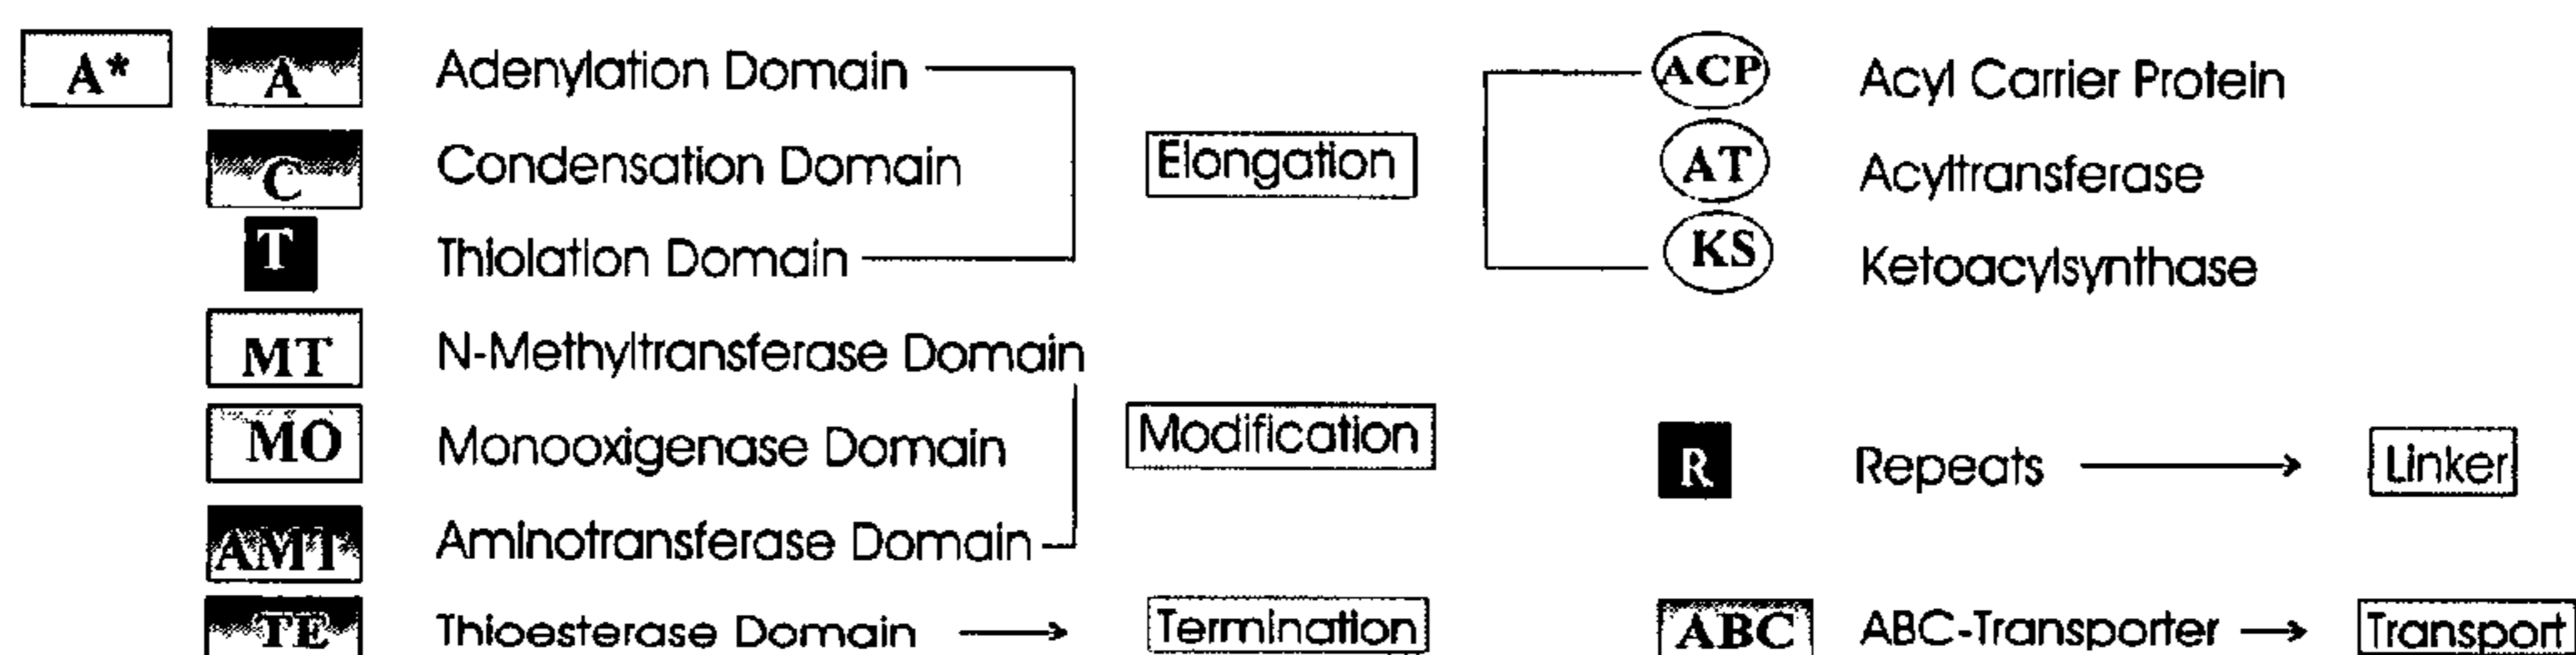 A* A Adenylation Domain ACP Acyl Carrier Protein
C Condensation Domain Elongation AT Acyltransferase
T Thiolation Domain KS Ketoacylsynthase
MT N-Methyltransferase Domain
MO Monooxigenase Domain Modification R Repeats Linker
AMT Aminotransferase Domain
TE Thioesterase Domain Termination ABC ABC-Transporter Transport